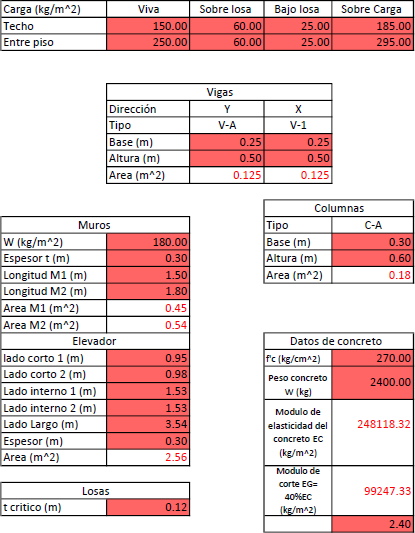 Carga (kg/m^2) Viva Sobre losa Bajo losa Sobre Carga
Techo 150.00 60.00 25.00 185.00
Entre piso 250.00 60.00 25.00 295.00
Vigas
Dirección Y X
Tipo V-A V-1
Base (m) 0.25 0.25
Altura (m) 0.50 0.50
Area (m^2) 0.125 0.125
Columnas
Tipo C-A
Base (m) 0.30
Altura (m) 0.60
Area (m^2) 0.18
Muros
W (kg/m^2) 180.00
Espesor t (m) 0.30
Longitud M1 (m) 1.50
Longitud M2 (m) 1.80
Area M1 (m^2) 0.45
Area M2 (m^2) 0.54
Elevador
lado corto 1 (m) 0.95
Lado corto 2 (m) 0.98
Lado interno 1 (m) 1.53
Lado interno 2 (m) 1.53
Lado Largo (m) 3.54
Espesor (m) 0.30
Area (m^2) 2.56
Datos de concreto
f'c (kg/cm^2) 270.00
Peso concreto
W (kg) 2400.00
Modulo de
elasticidad del
concreto EC
(kg/m^2) 248118.32
Modulo de
corte EG=
40%EC
(kg/m^2) 99247.33
2.40
Losas
t critico (m) 0.12